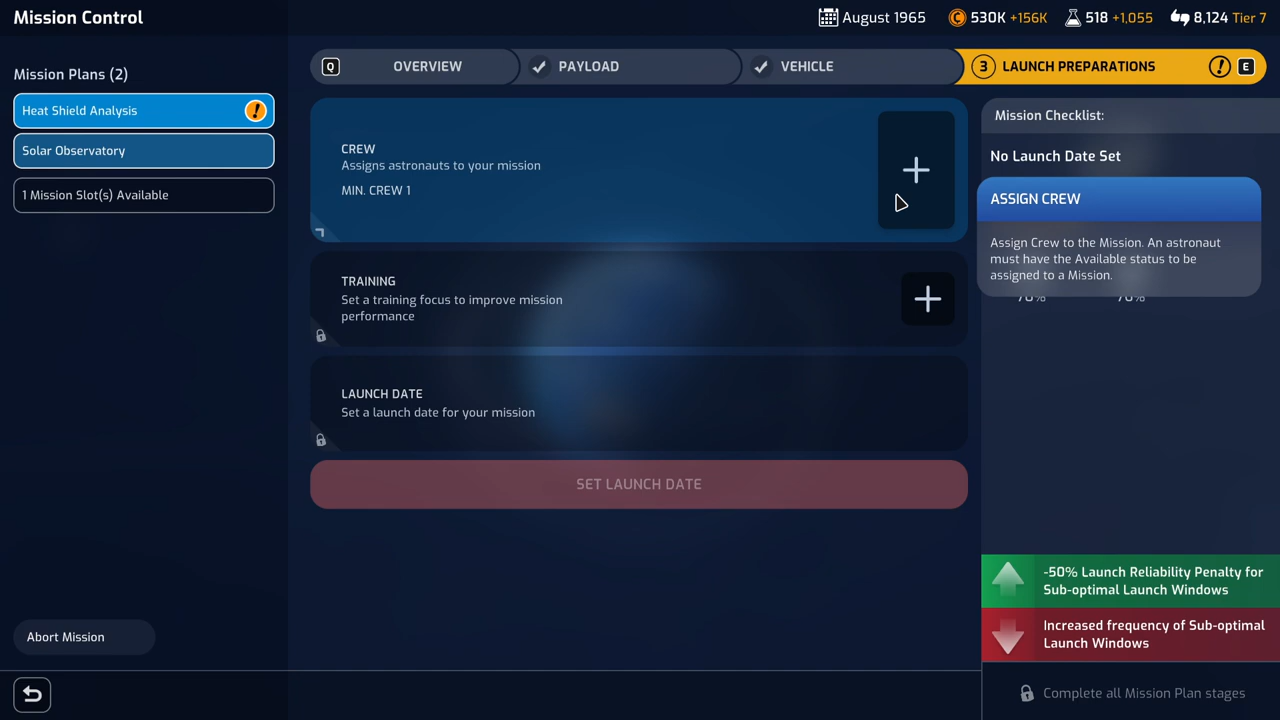 Mission Control
August 1965
530K +156K
518 +1,055
8,124 Tier 7
Mission Plans (2)
Heat Shield Analysis
Solar Observatory
1 Mission Slot(s) Available
Abort Mission
Q OVERVIEW
PAYLOAD
VEHICLE
3 LAUNCH PREPARATIONS
E
CREW
Assigns astronauts to your mission
MIN. CREW 1
TRAINING
Set a training focus to improve mission
performance
LAUNCH DATE
Set a launch date for your mission
SET LAUNCH DATE
Mission Checklist:
No Launch Date Set
ASSIGN CREW
Assign Crew to the Mission. An astronaut
must have the Available status to be
assigned to a Mission.
-50% Launch Reliability Penalty for
Sub-optimal Launch Windows
Increased frequency of Sub-optimal
Launch Windows
Complete all Mission Plan stages